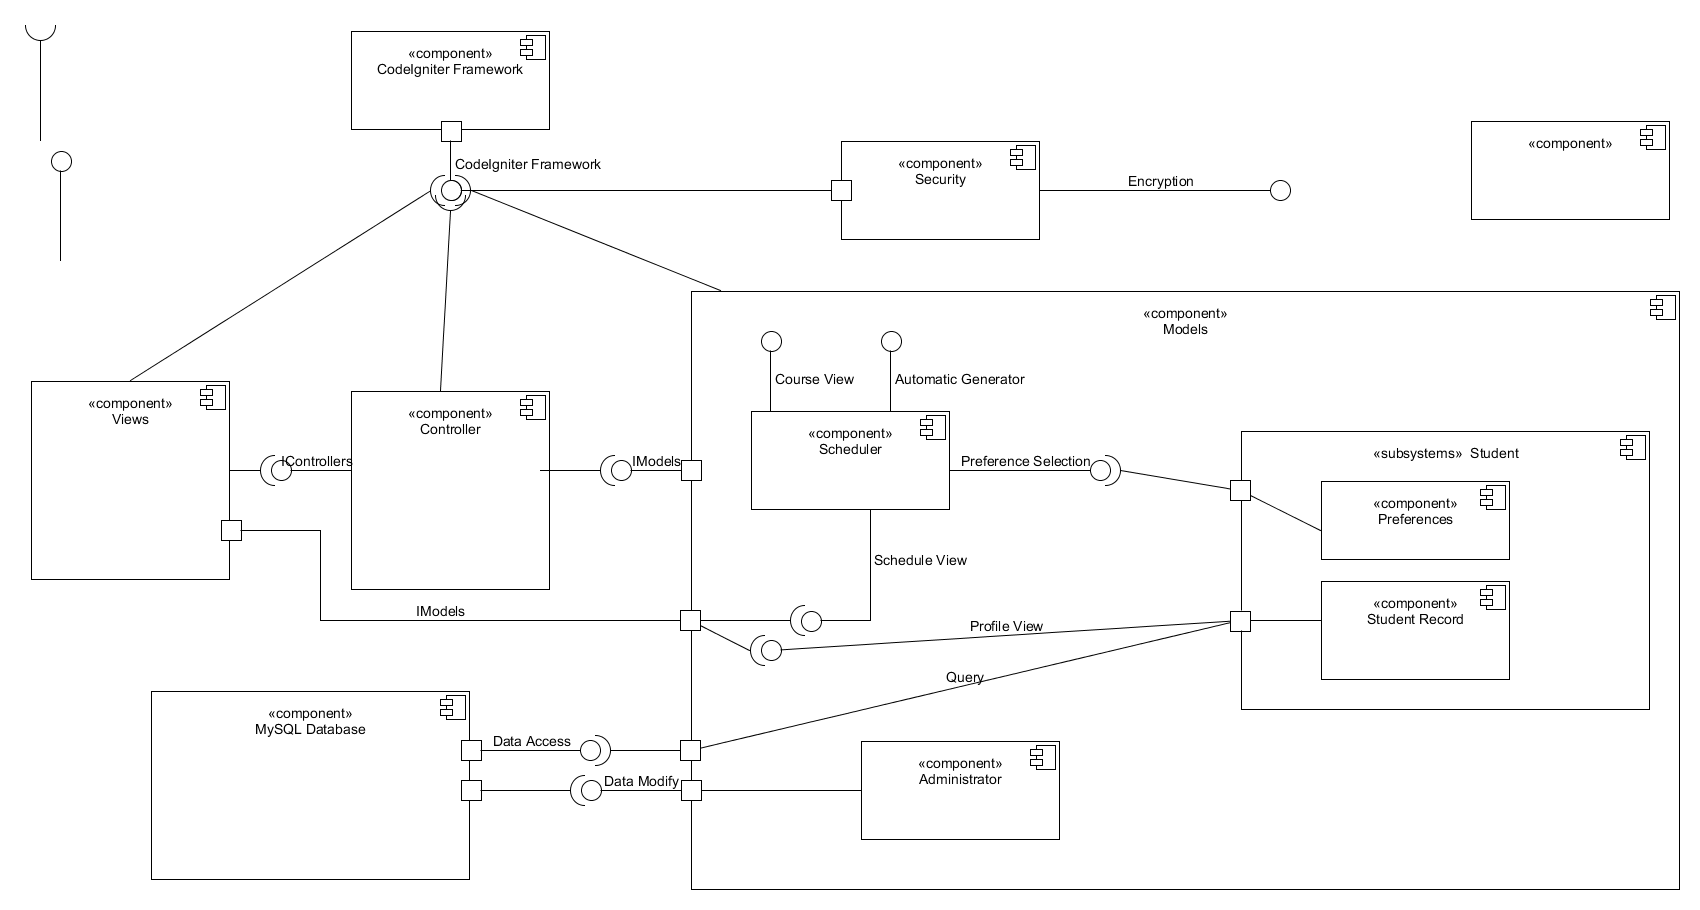 «component»
CodeIgniter Framework
CodeIgniter Framework
«component»
Security
Encryption
«component»
«component»
Models
Course View
Automatic Generator
«component»
Views
«component»
Controller
«component»
Scheduler
IControllers
IModels
Preference Selection
«subsystems» Student
«component»
Preferences
Schedule View
«component»
Student Record
IModels
Profile View
Query
«component»
MySQL Database
Data Access
Data Modify
«component»
Administrator